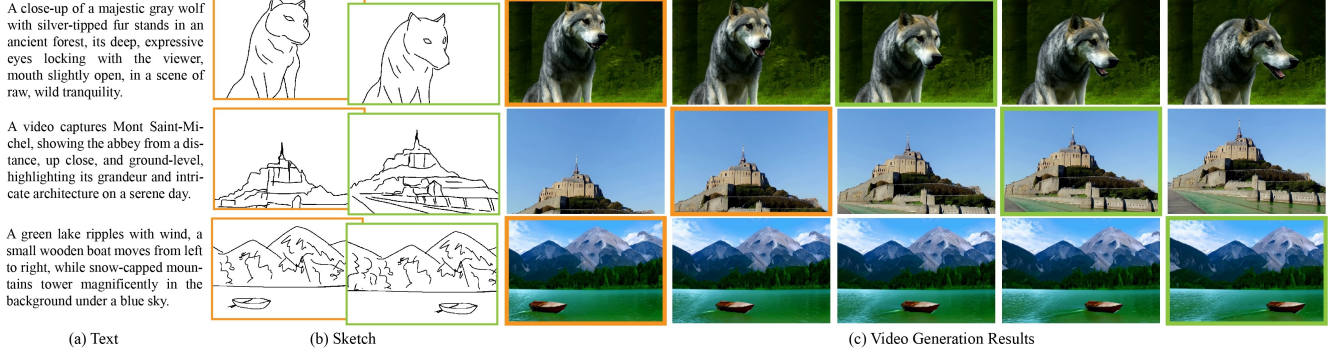 A close-up of a majestic gray wolf
with silver-tipped fur stands in an
ancient forest, its deep, expressive
eyes locking with the viewer,
mouth slightly open, in a scene of
raw, wild tranquility.
A video captures Mont Saint-Mi-
chel, showing the abbey from a dis-
tance, up close, and ground-level,
highlighting its grandeur and intri-
cate architecture on a serene day.
A green lake ripples with wind, a
small wooden boat moves from left
to right, while snow-capped moun-
tains tower magnificently in the
background under a blue sky.
(a) Text
(b) Sketch
(c) Video Generation Results